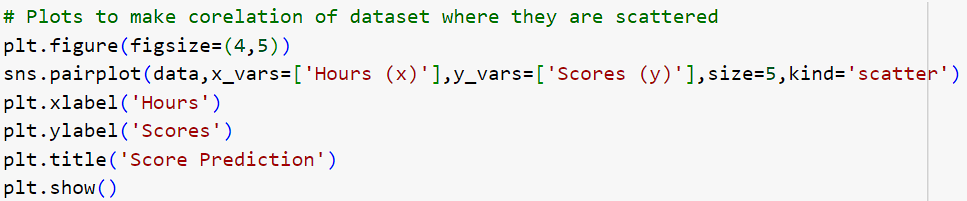 # Plots to make corelation of dataset where they are scattered
plt.figure(figsize=(4,5))
sns.pairplot(data,x_vars=['Hours (x)'],y_vars=['Scores (y)'],size=5,kind='scatter')
plt.xlabel('Hours')
plt.ylabel('Scores')
plt.title('Score Prediction')
plt.show()